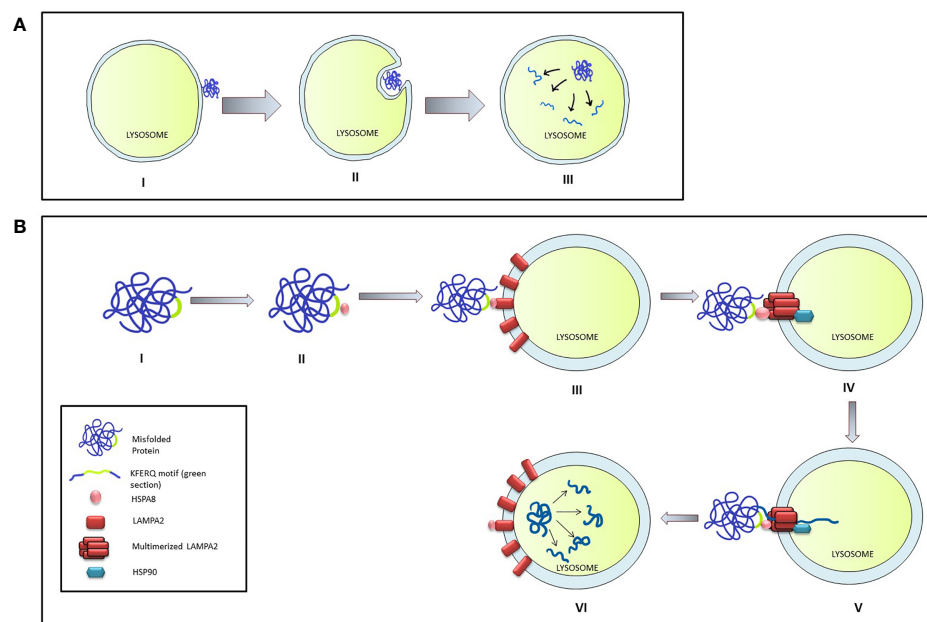 A
LYSOSOME
LYSOSOME
LYSOSOME
I
II
III
B
LYSOSOME
LYSOSOME
I
II
III
IV
Misfolded
Protein
KFERQ motif (green
section)
HSPA8
LAMPA2
Multimerized LAMPA2
HSP90
LYSOSOME
LYSOSOME
VI
V